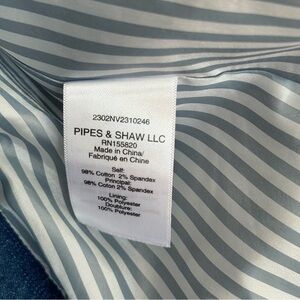 2302NV2310246
PIPES & SHAW LLC
RN155820
Made in China/
Fabriqué en Chine
Self:
98% Cotton 2% Spandex
Principal:
98% Coton 2% Spandex
Lining:
100% Polyester
Doublure:
100% Polyester